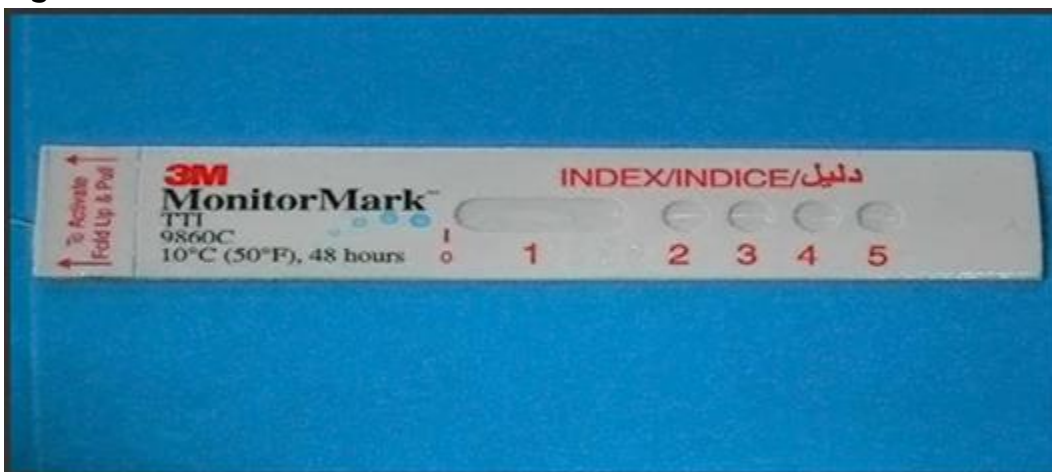 To Activate
Fold Up & Pull
3M
MonitorMark™
TTI
9860C
10°C (50°F), 48 hours
INDEX/INDICE/دليل
I
0
1 2 3 4 5